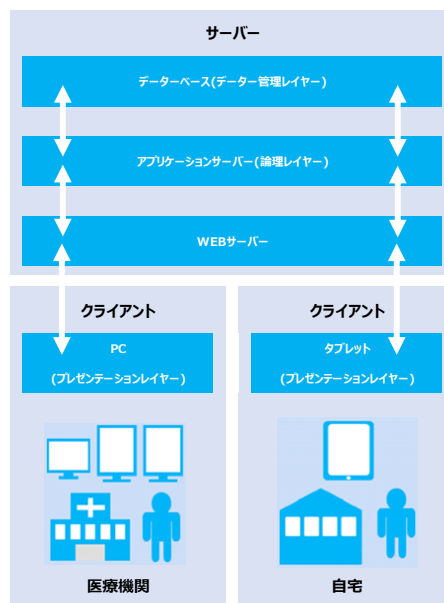 サーバー
データーベース(データー管理レイヤー)
アプリケーションサーバー(論理レイヤー)
WEBサーバー
クライアント
PC
(プレゼンテーションレイヤー)
医療機関
クライアント
タブレット
(プレゼンテーションレイヤー)
自宅